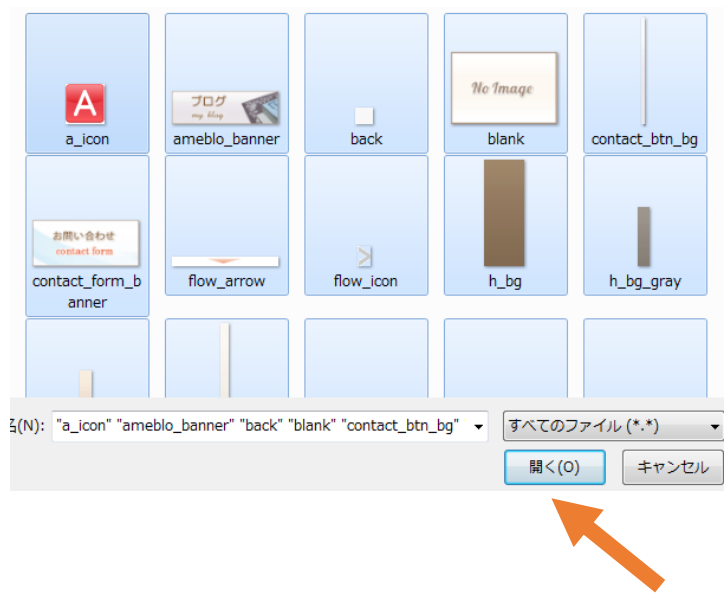 A
ブログ
my blog
No Image
a_icon
ameblo_banner
back
blank
contact_btn_bg
お問い合わせ
contact form
contact_form_b
anner
flow_arrow
flow_icon
h_bg
h_bg_gray
名(N): "a_icon" "ameblo_banner" "back" "blank" "contact_btn_bg" すべてのファイル (*.*)
開く(O) キャンセル